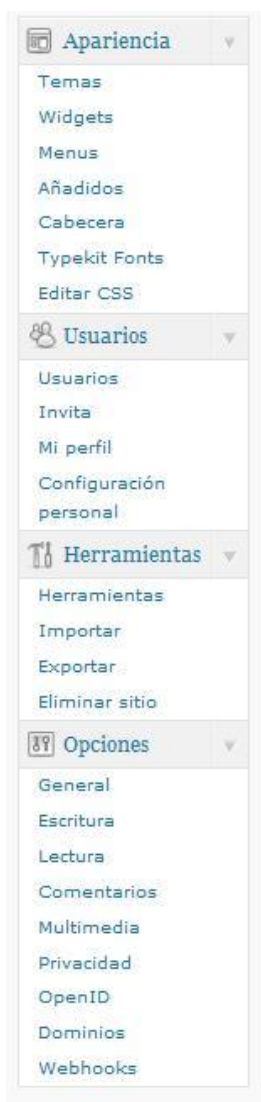 Apariencia
Temas
Widgets
Menus
Añadidos
Cabecera
Typekit Fonts
Editar CSS
Usuarios
Usuarios
Invita
Mi perfil
Configuración
personal
Herramientas
Herramientas
Importar
Exportar
Eliminar sitio
Opciones
General
Escritura
Lectura
Comentarios
Multimedia
Privacidad
OpenID
Dominios
Webhooks